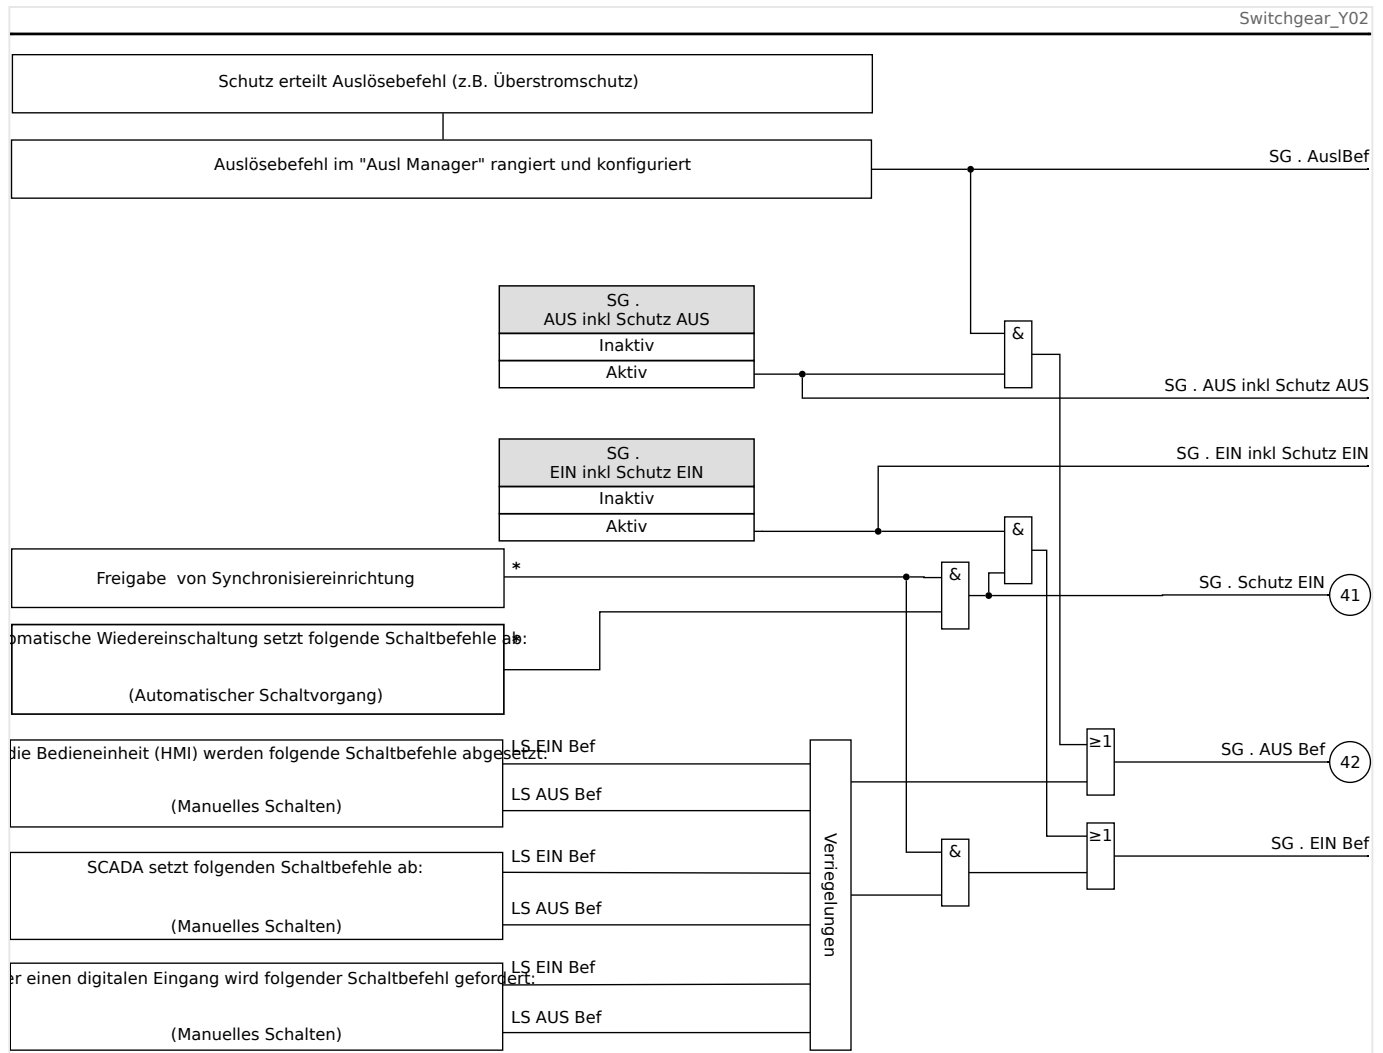 Switchgear_Y02
Schutz erteilt Auslösebefehl (z.B. Überstromschutz)
Auslösebefehl im "Ausl Manager" rangiert und konfiguriert
SG . AuslBef
SG .
AUS inkl Schutz AUS
Inaktiv
Aktiv
&
SG . AUS inkl Schutz AUS
SG .
EIN inkl Schutz EIN
Inaktiv
Aktiv
SG . EIN inkl Schutz EIN
&
Freigabe von Synchronisiereinrichtung
*
&
SG . Schutz EIN
41
omatische Wiedereinschaltung setzt folgende Schaltbefehle ab:
*
(Automatischer Schaltvorgang)
die Bedieneinheit (HMI) werden folgende Schaltbefehle abgesetzt:
(Manuelles Schalten)
LS EIN Bef
LS AUS Bef
≥1
SG . AUS Bef
42
SCADA setzt folgenden Schaltbefehle ab:
(Manuelles Schalten)
LS EIN Bef
LS AUS Bef
Verriegelungen
&
≥1
SG . EIN Bef
er einen digitalen Eingang wird folgender Schaltbefehl gefordert:
(Manuelles Schalten)
LS EIN Bef
LS AUS Bef